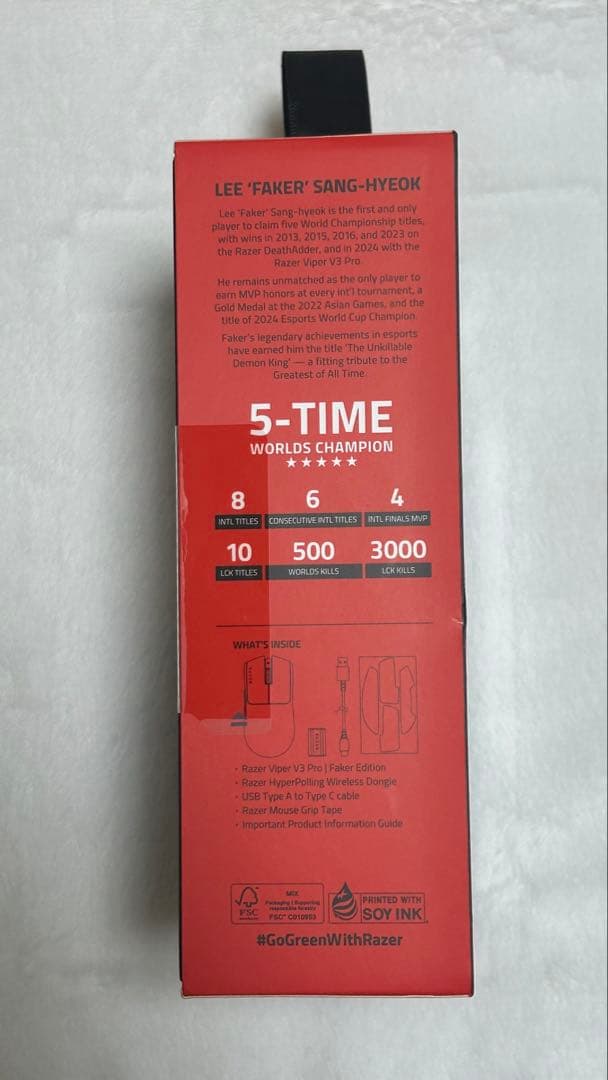 LEE 'FAKER' SANG-HYEOK
Lee 'Faker' Sang-hyeok is the first and only
player to claim five World Championship titles,
with wins in 2013, 2015, 2016, and 2023 on
the Razer DeathAdder, and in 2024 with the
Razer Viper V3 Pro.
He remains unmatched as the only player to
earn MVP honors at every int'l tournament, a
Gold Medal at the 2022 Asian Games, and the
title of 2024 Esports World Cup Champion.
Faker's legendary achievements in esports
have earned him the title 'The Unkillable
Demon King' — a fitting tribute to the
Greatest of All Time.
5-TIME
WORLDS CHAMPION
8 6 4
INTL TITLES CONSECUTIVE INTL TITLES INTL FINALS MVP
10 500 3000
LCK TITLES WORLDS KILLS LCK KILLS
WHAT'S INSIDE
· Razer Viper V3 Pro | Faker Edition
· Razer HyperPolling Wireless Dongle
· USB Type A to Type C cable
· Razer Mouse Grip Tape
· Important Product Information Guide
FSC
MIX
Packaging | Supporting
responsible forestry
FSC® C010953
PRINTED WITH
SOY INK
#GoGreenWithRazer